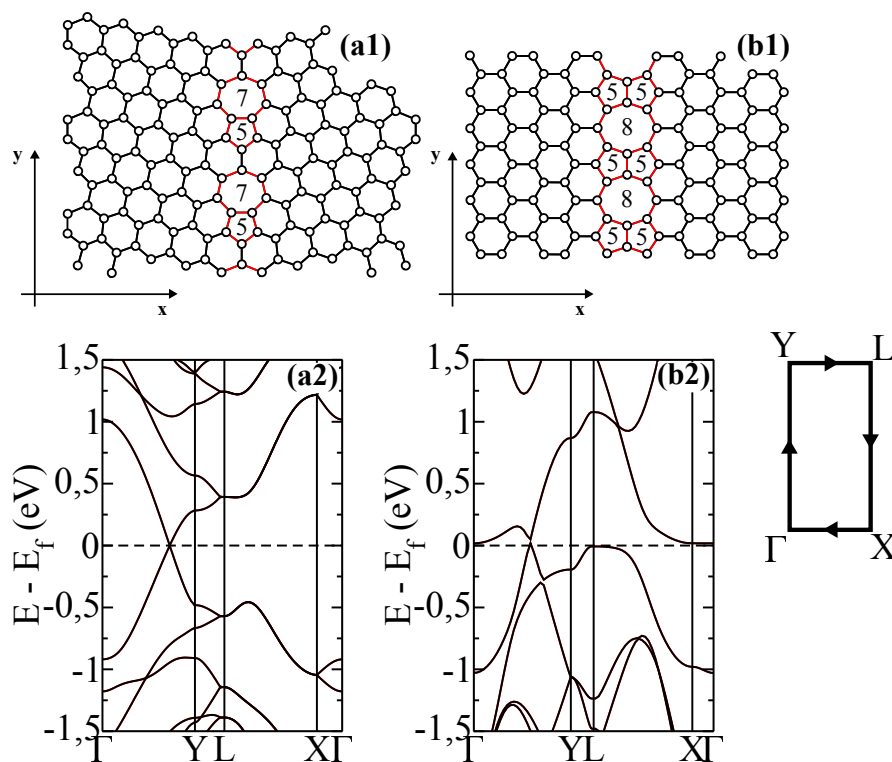 (a1)
7
5
7
5
y
x
(b1)
5 5
8
5 5
8
5 5
y
x
1,5
1
0,5
0
-0,5
-1
-1,5
E - E_f (eV)
(a2)
Γ Y L X Γ
1,5
1
0,5
0
-0,5
-1
-1,5
E - E_f (eV)
(b2)
Γ Y L X Γ
Y L
Γ X